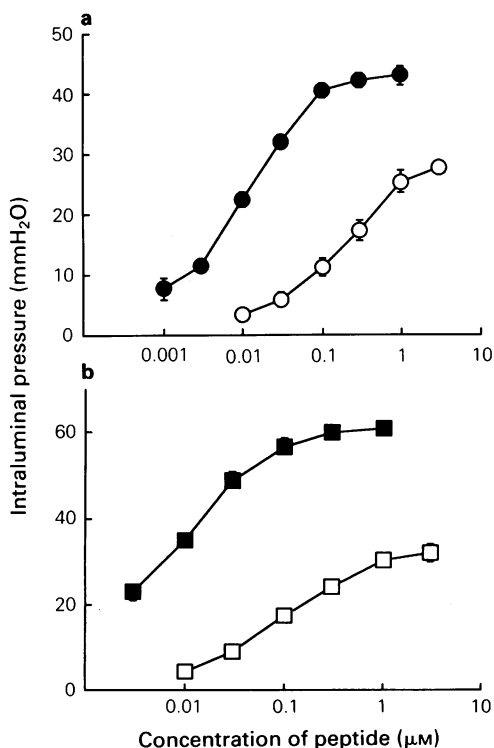 a
50
40
30
20
10
0
0.001 0.01 0.1 1 10
b
60
40
20
0
0.01 0.1 1 10
Intraluminal pressure (mmH₂O)
Concentration of peptide (μM)